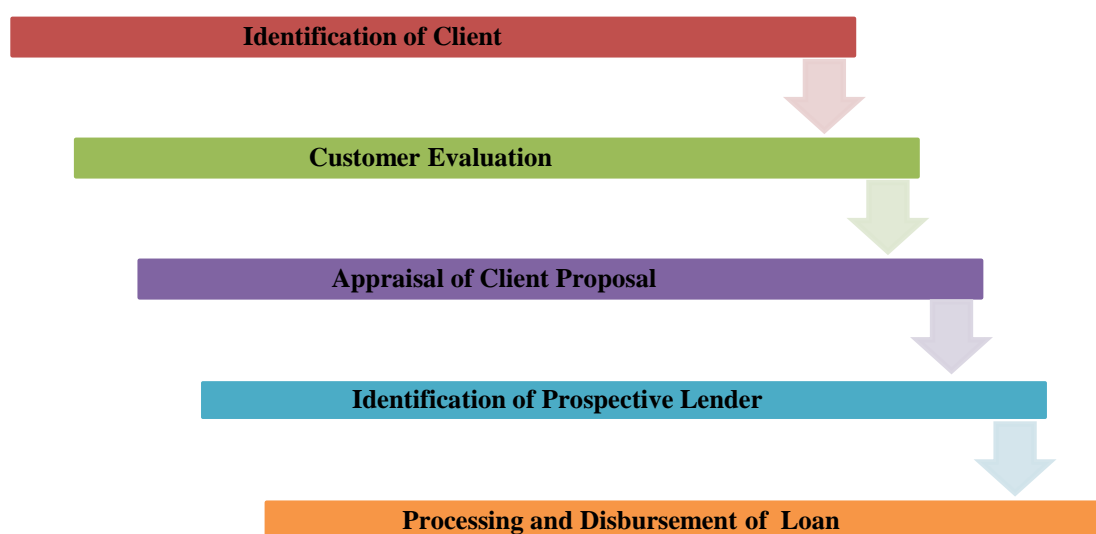 Identification of Client
Customer Evaluation
Appraisal of Client Proposal
Identification of Prospective Lender
Processing and Disbursement of Loan